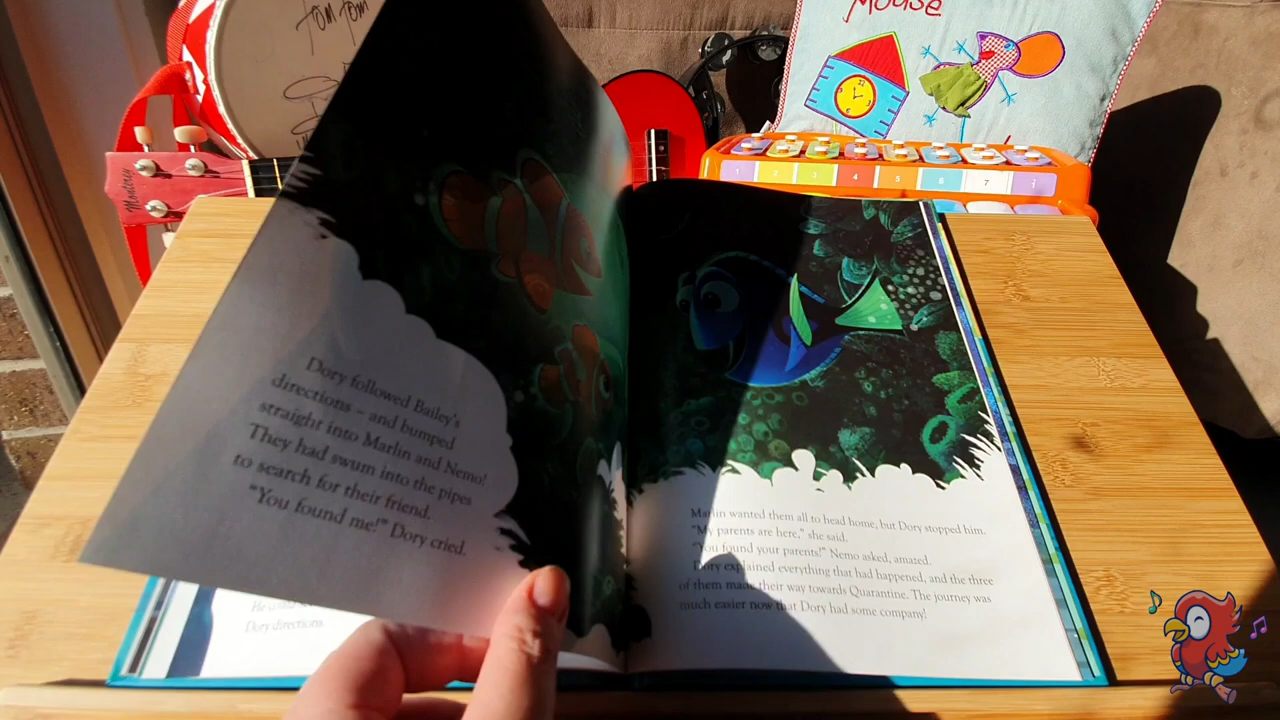 Tom Tom
Mouse
Monterey
1 2 3 4 5 6 7 i
Dory followed Bailey's
directions – and bumped
straight into Marlin and Nemo!
They had swum into the pipes
to search for their friend.
"You found me!" Dory cried.
Dory directions.
Marlin wanted them all to head home, but Dory stopped him.
"My parents are here," she said.
"You found your parents?" Nemo asked, amazed.
Dory explained everything that had happened, and the three
of them made their way towards Quarantine. The journey was
much easier now that Dory had some company!